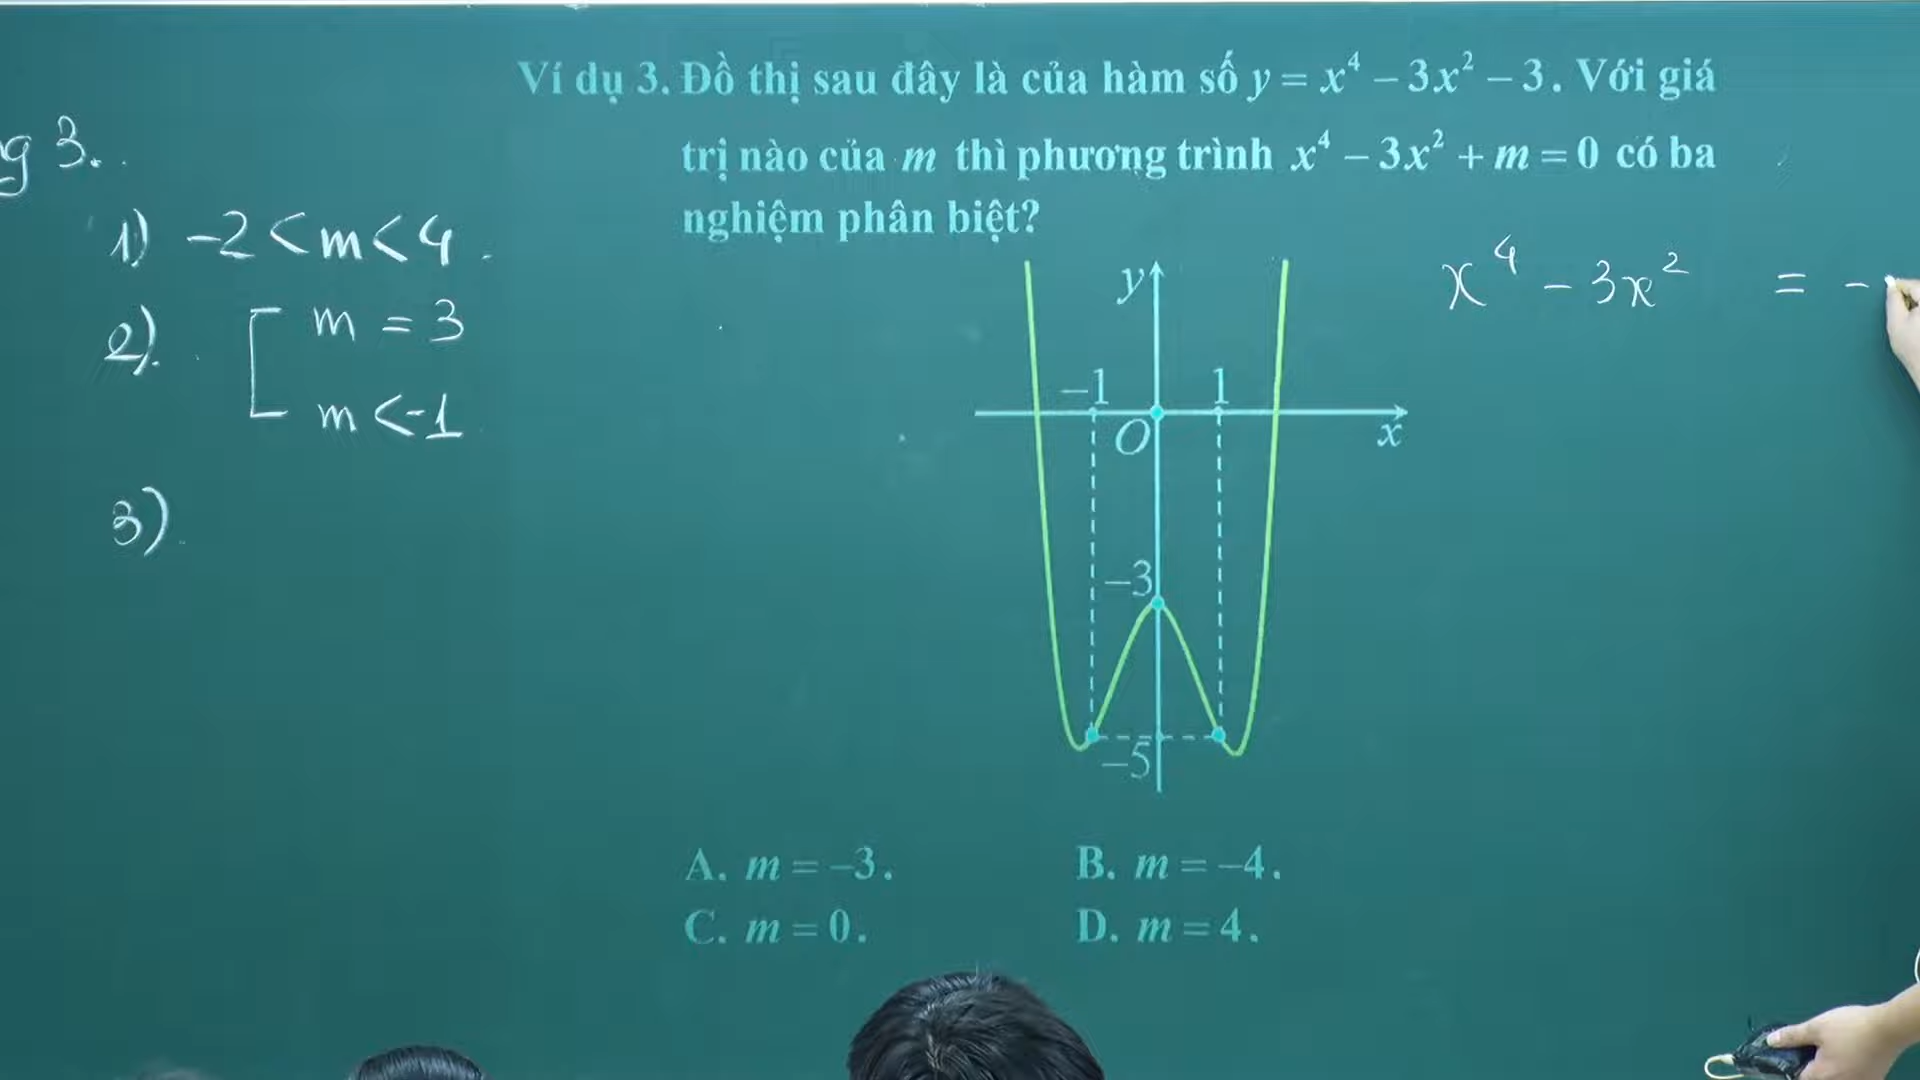 Ví dụ 3. Đồ thị sau đây là của hàm số y = x⁴ – 3x² – 3. Với giá
trị nào của m thì phương trình x⁴ – 3x² + m = 0 có ba
nghiệm phân biệt?
g 3.
1) -2 < m < 4.
2). [ m = 3
m < -1
3)
x⁴ - 3x² = -
y
–1
1
O
x
–3
–5
A. m = –3.
B. m = –4.
C. m = 0.
D. m = 4.